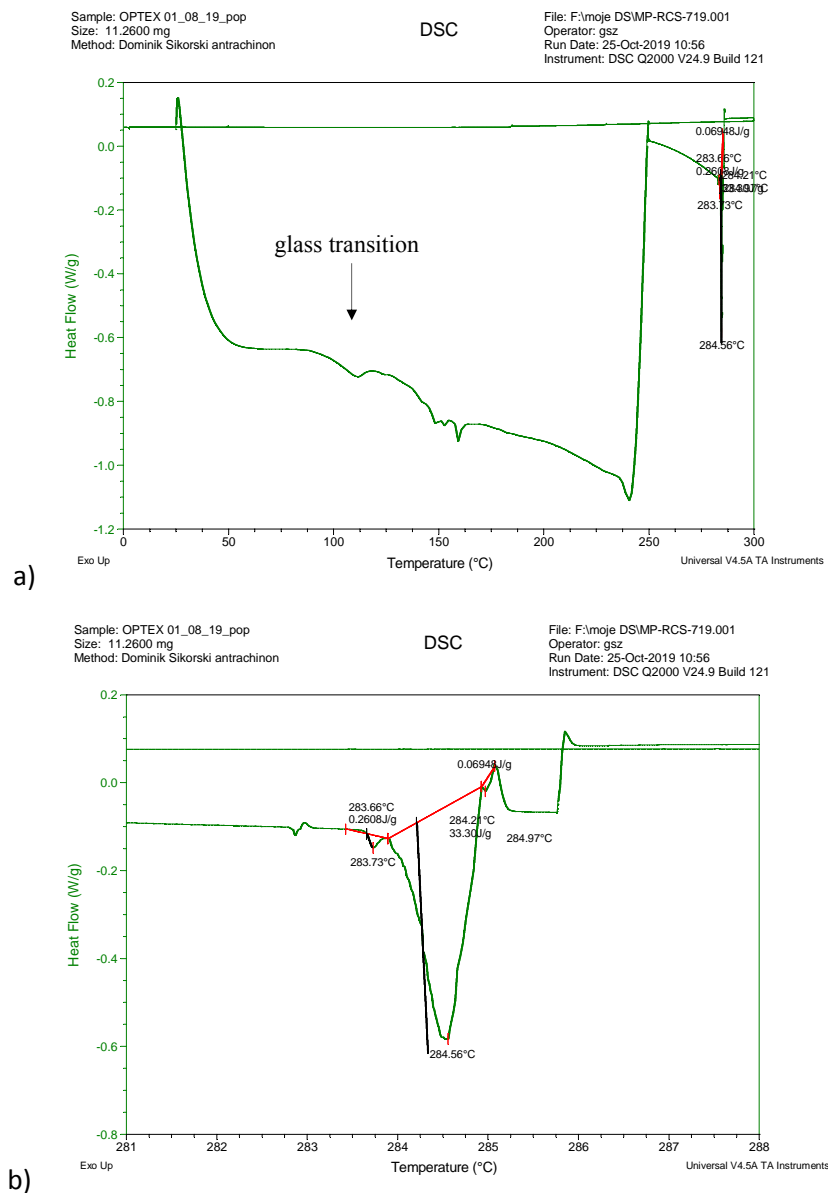 Sample: OPTEX 01_08_19_pop
Size: 11.2600 mg
Method: Dominik Sikorski antrachinon
DSC
File: F:\moje DS\MP-RCS-719.001
Operator: gsz
Run Date: 25-Oct-2019 10:56
Instrument: DSC Q2000 V24.9 Build 121
0.2
0.0
-0.2
-0.4
-0.6
-0.8
-1.0
-1.2
Heat Flow (W/g)
glass transition
0.06948J/g
283.66°C
0.2608J/g
284.21°C
283.73°C
284.56°C
0
50
100
150
200
250
300
Exo Up
Temperature (°C)
Universal V4.5A TA Instruments
a)
Sample: OPTEX 01_08_19_pop
Size: 11.2600 mg
Method: Dominik Sikorski antrachinon
DSC
File: F:\moje DS\MP-RCS-719.001
Operator: gsz
Run Date: 25-Oct-2019 10:56
Instrument: DSC Q2000 V24.9 Build 121
0.2
0.0
-0.2
-0.4
-0.6
-0.8
Heat Flow (W/g)
0.06948J/g
283.66°C
0.2608J/g
283.73°C
284.21°C
33.30J/g
284.97°C
284.56°C
281
282
283
284
285
286
287
288
Exo Up
Temperature (°C)
Universal V4.5A TA Instruments
b)